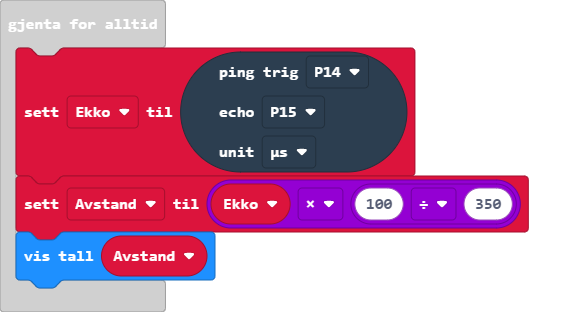 gjenta for alltid
ping trig P14
sett Ekko til echo P15
unit µs
sett Avstand til Ekko × 100 ÷ 350
vis tall Avstand